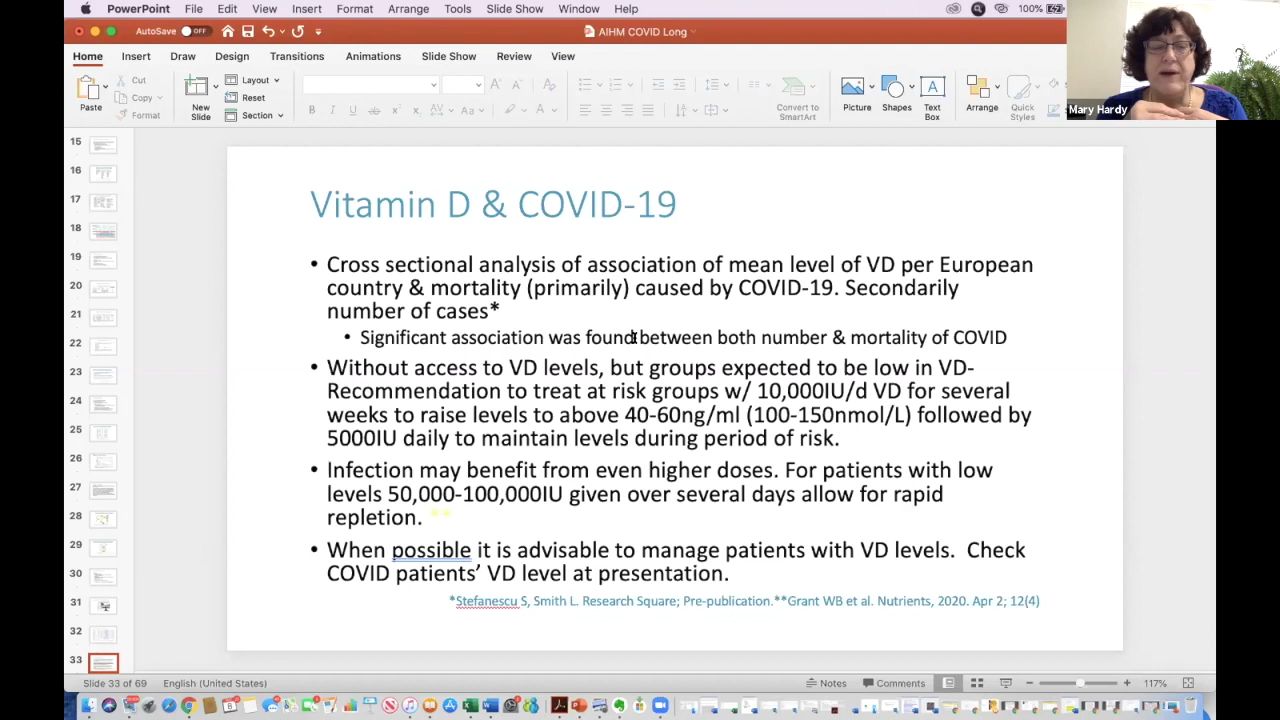 PowerPoint File Edit View Insert Format Arrange Tools Slide Show Window Help 100%
AutoSave OFF AIHM COVID Long
Home Insert Draw Design Transitions Animations Slide Show Review View
Paste Cut Copy Format
New Slide Layout Reset Section
B I U
Aa
Convert to SmartArt
Picture Shapes Text Box
Arrange Quick Styles
Mary Hardy
15
16
17
18
19
20
21
22
23
24
25
26
27
28
29
30
31
32
33
Vitamin D & COVID-19
• Cross sectional analysis of association of mean level of VD per European
country & mortality (primarily) caused by COVID-19. Secondarily
number of cases*
• Significant association was found between both number & mortality of COVID
• Without access to VD levels, but groups expected to be low in VD-
Recommendation to treat at risk groups w/ 10,000IU/d VD for several
weeks to raise levels to above 40-60ng/ml (100-150nmol/L) followed by
5000IU daily to maintain levels during period of risk.
• Infection may benefit from even higher doses. For patients with low
levels 50,000-100,000IU given over several days allow for rapid
repletion. **
• When possible it is advisable to manage patients with VD levels. Check
COVID patients’ VD level at presentation.
*Stefanescu S, Smith L. Research Square; Pre-publication.**Grant WB et al. Nutrients, 2020. Apr 2; 12(4)
Slide 33 of 69 English (United States) Notes Comments 117%